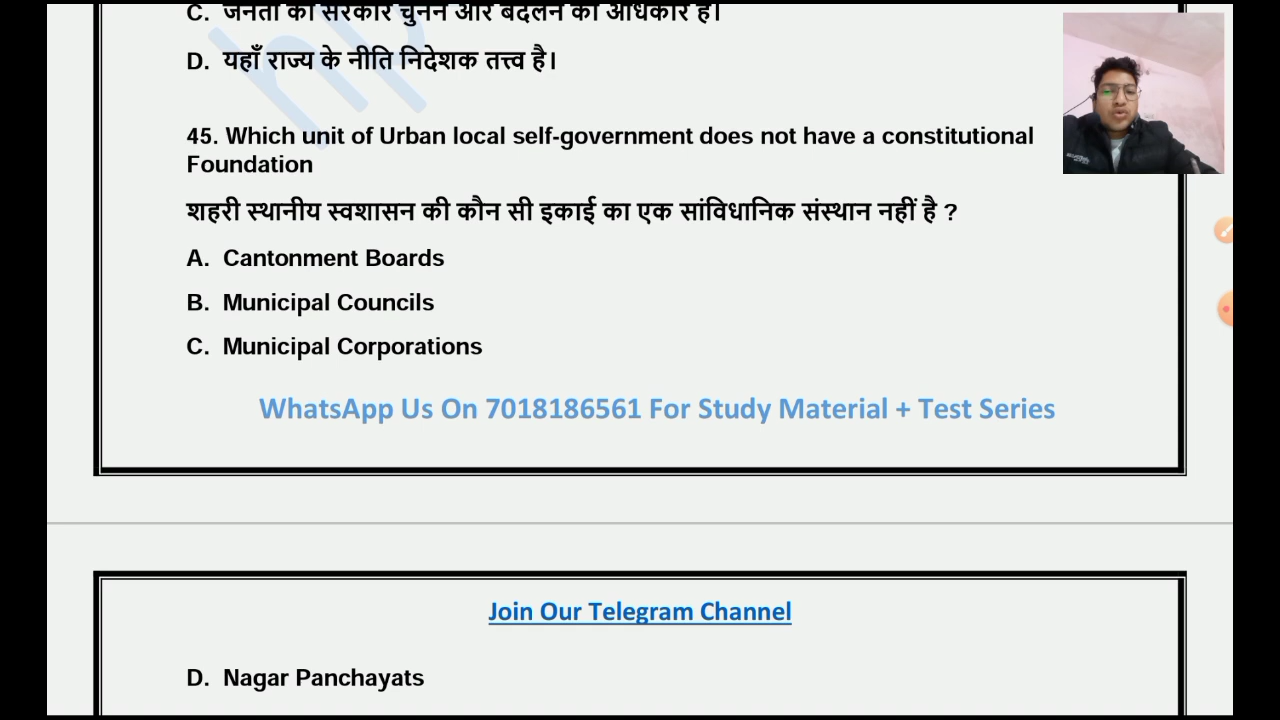 C. जनता को सरकार चुनने और बदलने का अधिकार है।
D. यहाँ राज्य के नीति निदेशक तत्त्व है।
45. Which unit of Urban local self-government does not have a constitutional
Foundation
शहरी स्थानीय स्वशासन की कौन सी इकाई का एक सांविधानिक संस्थान नहीं है ?
A. Cantonment Boards
B. Municipal Councils
C. Municipal Corporations
WhatsApp Us On 7018186561 For Study Material + Test Series
Join Our Telegram Channel
D. Nagar Panchayats